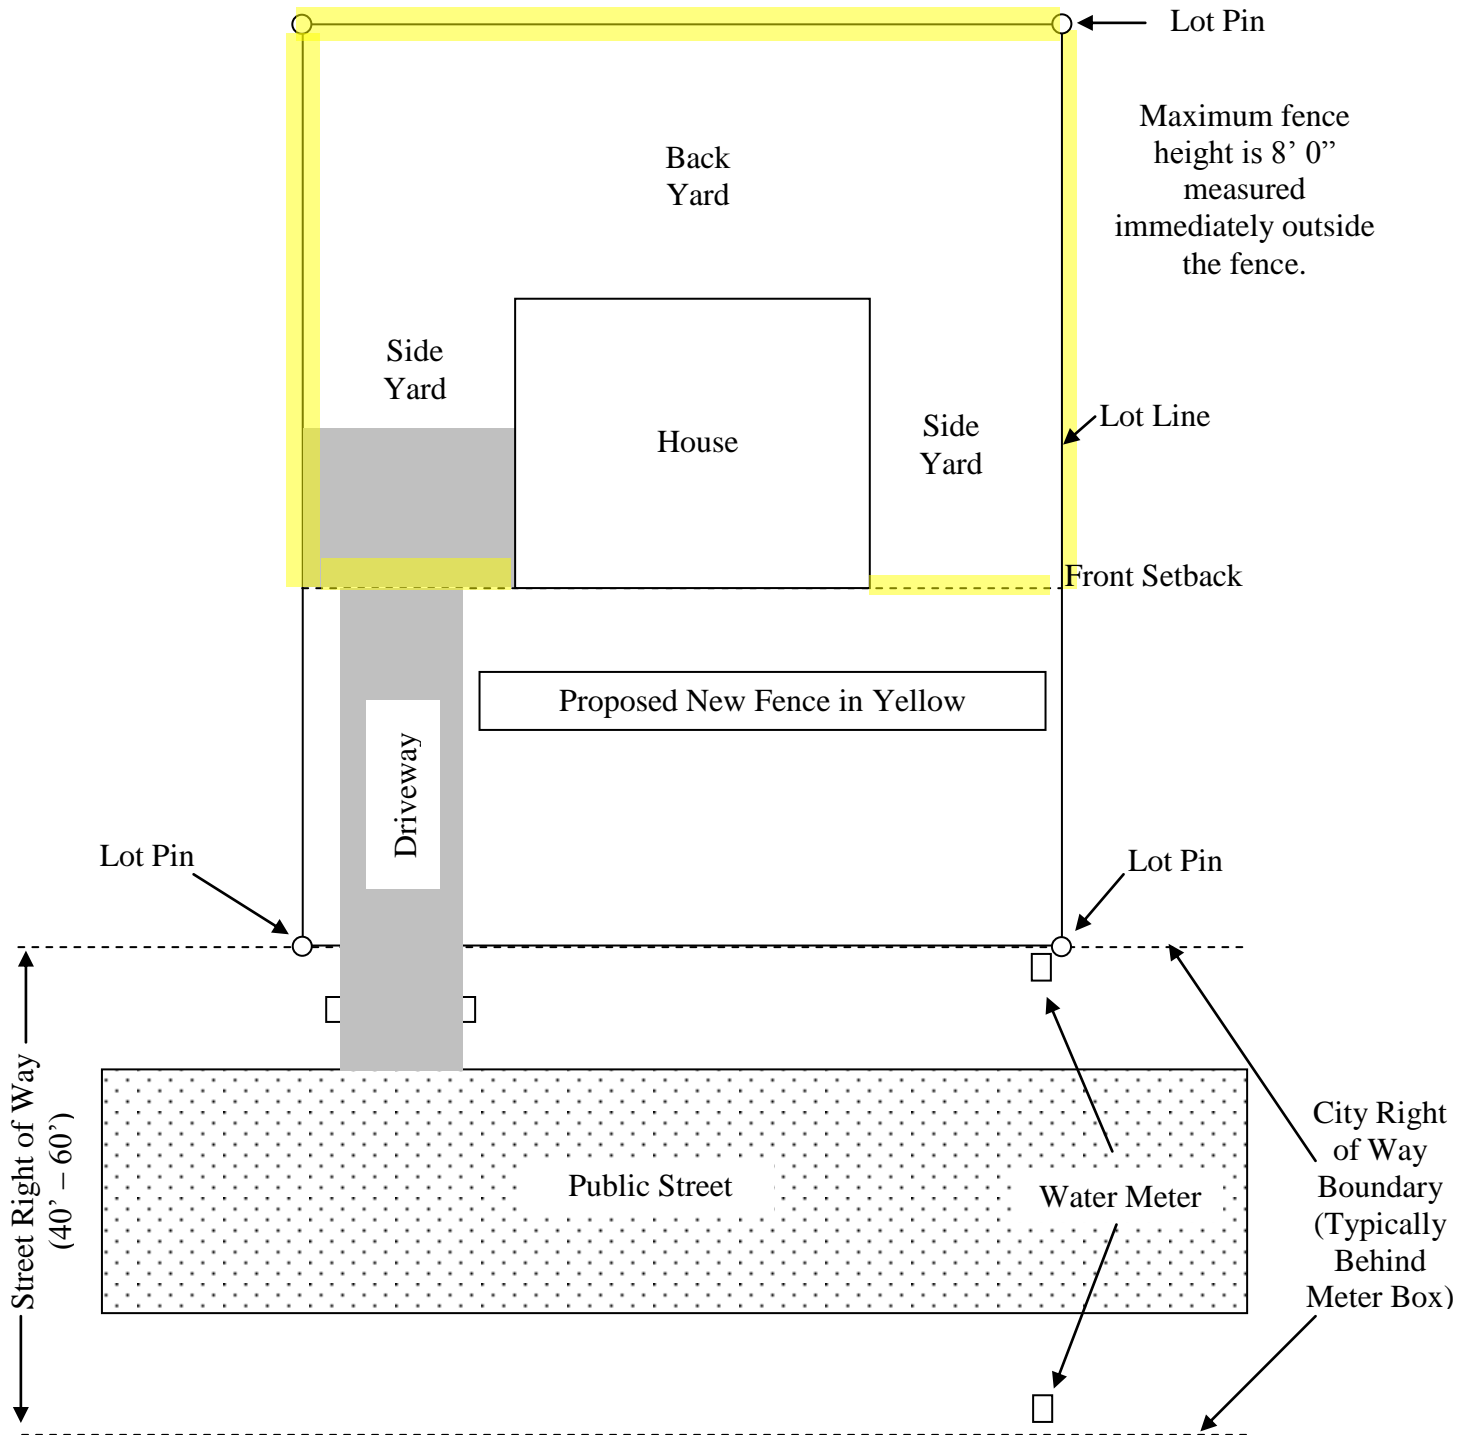 Lot Pin
Maximum fence
height is 8’ 0”
measured
immediately outside
the fence.
Back
Yard
Side
Yard
House
Side
Yard
Lot Line
Front Setback
Proposed New Fence in Yellow
Driveway
Lot Pin
Lot Pin
Street Right of Way
(40’ – 60’)
Public Street
Water Meter
City Right
of Way
Boundary
(Typically
Behind
Meter Box)